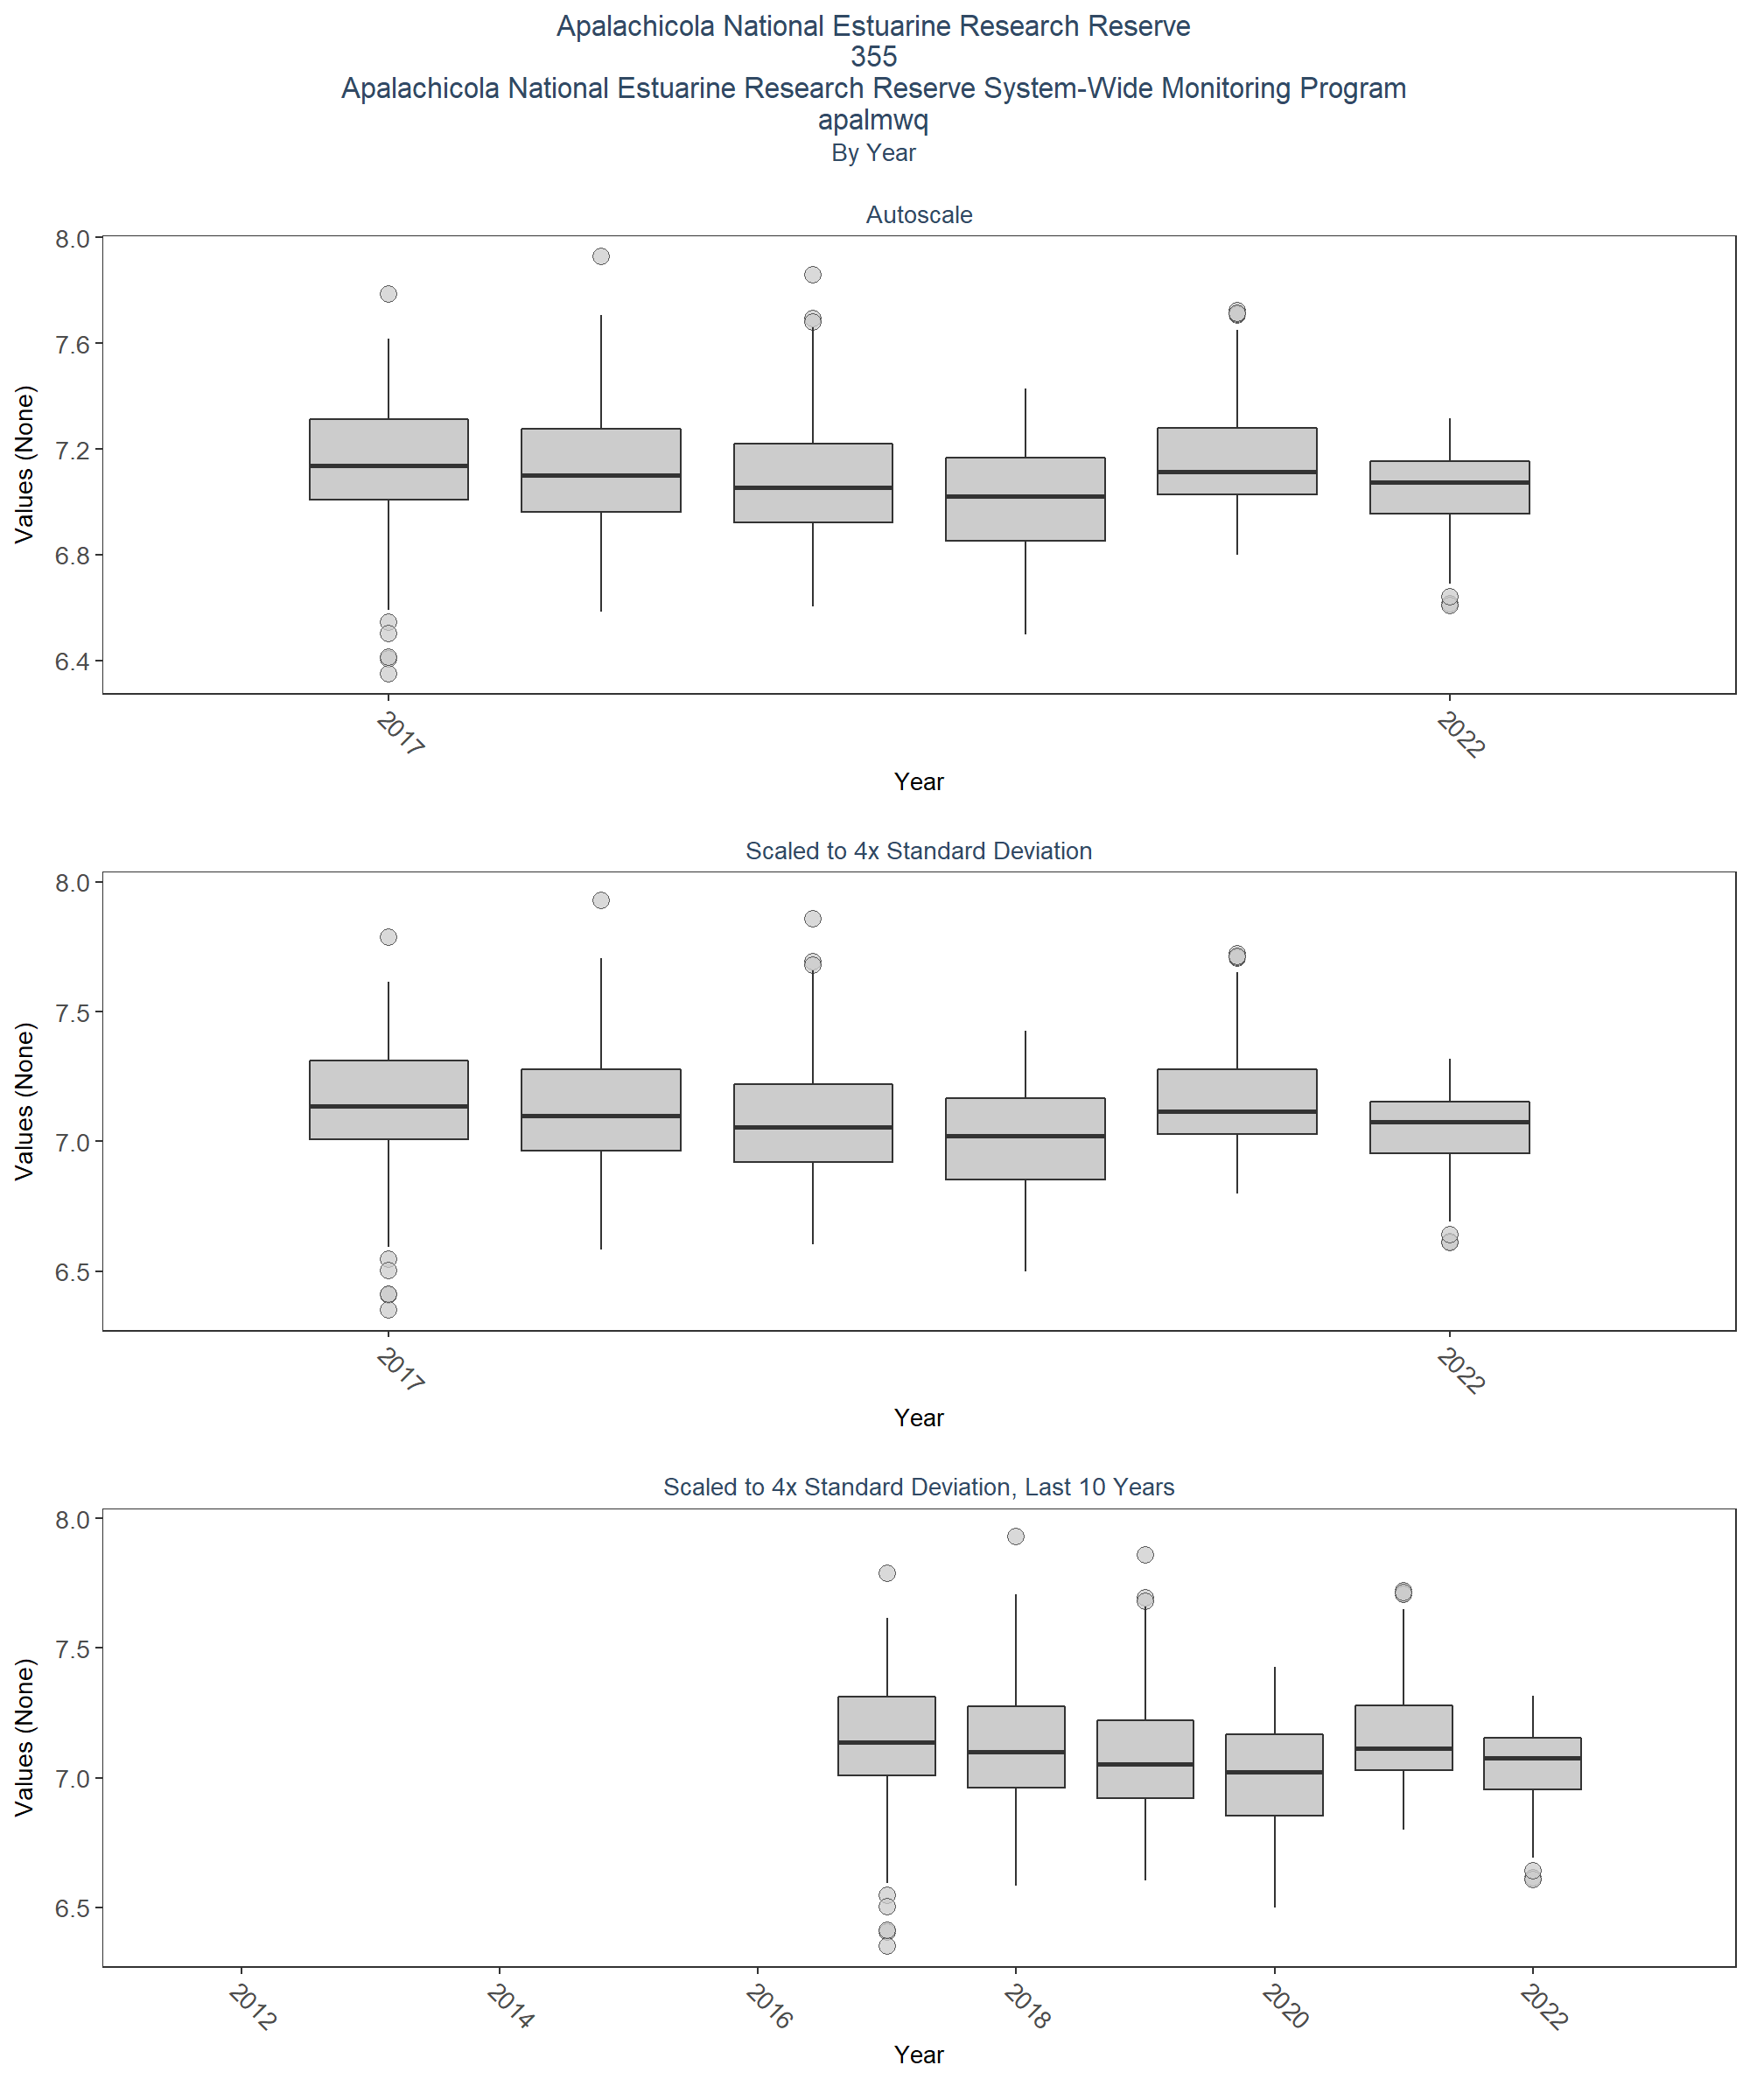 Apalachicola National Estuarine Research Reserve
355
Apalachicola National Estuarine Research Reserve System-Wide Monitoring Program
apalmwq
By Year
Autoscale
8.0
7.6
7.2
6.8
6.4
Values (None)
2017
2022
Year
Scaled to 4x Standard Deviation
8.0
7.5
7.0
6.5
Values (None)
2017
2022
Year
Scaled to 4x Standard Deviation, Last 10 Years
8.0
7.5
7.0
6.5
Values (None)
2012
2014
2016
2018
2020
2022
Year